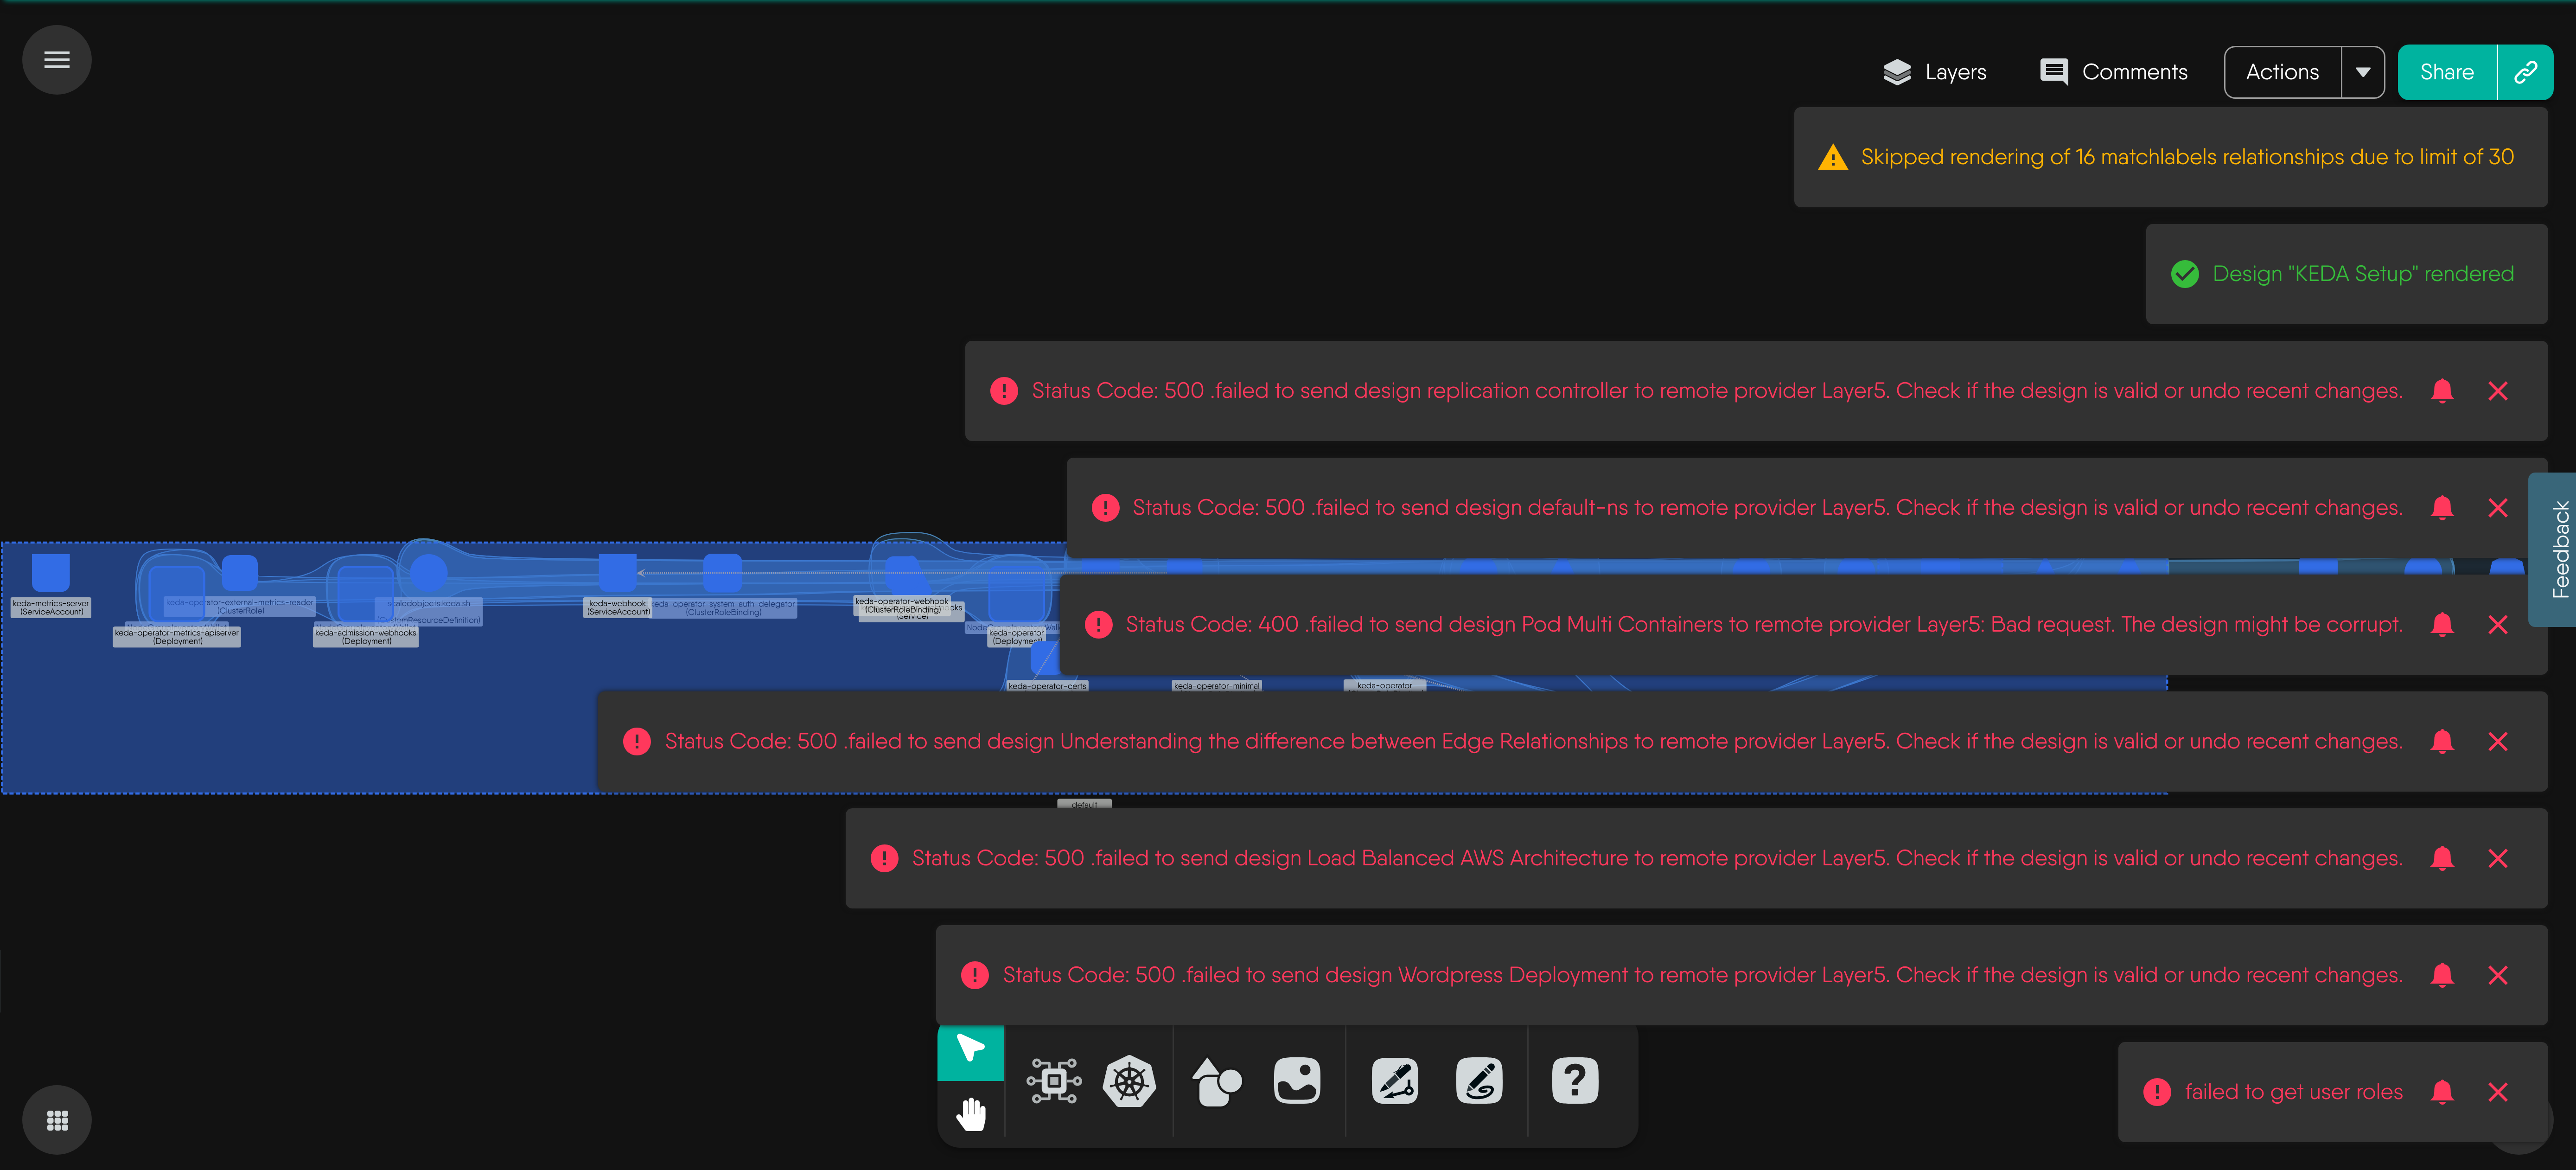 Layers
Comments
Actions
Share
Skipped rendering of 16 matchlabels relationships due to limit of 30
Design "KEDA Setup" rendered
Status Code: 500 .failed to send design replication controller to remote provider Layer5. Check if the design is valid or undo recent changes.
Status Code: 500 .failed to send design default-ns to remote provider Layer5. Check if the design is valid or undo recent changes.
Feedback
keda-metrics-server
(ServiceAccount)
keda-operator-external-metrics-reader
(ClusterRole)
keda-operator-metrics-apiserver
(Deployment)
scaledobjects.keda.sh
(CustomResourceDefinition)
keda-admission-webhooks
(Deployment)
keda-webhook
(ServiceAccount)
keda-operator-system-auth-delegator
(ClusterRoleBinding)
keda-operator-webhook
(ClusterRoleBinding)
(Service)
keda-operator
(Deployment)
Status Code: 400 .failed to send design Pod Multi Containers to remote provider Layer5: Bad request. The design might be corrupt.
keda-operator-certs
keda-operator-minimal
keda-operator
Status Code: 500 .failed to send design Understanding the difference between Edge Relationships to remote provider Layer5. Check if the design is valid or undo recent changes.
default
Status Code: 500 .failed to send design Load Balanced AWS Architecture to remote provider Layer5. Check if the design is valid or undo recent changes.
Status Code: 500 .failed to send design Wordpress Deployment to remote provider Layer5. Check if the design is valid or undo recent changes.
failed to get user roles